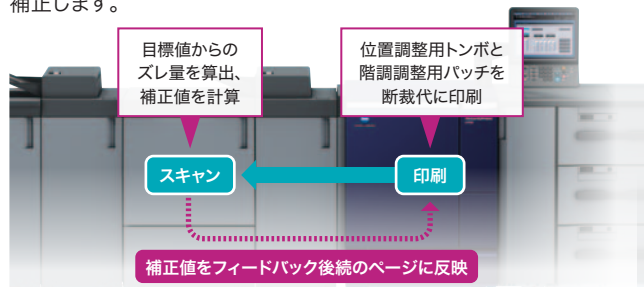 補正します。
目標値からの
ズレ量を算出、
補正値を計算
位置調整用トンボと
階調調整用パッチを
断裁代に印刷
スキャン
印刷
補正値をフィードバック後続のページに反映